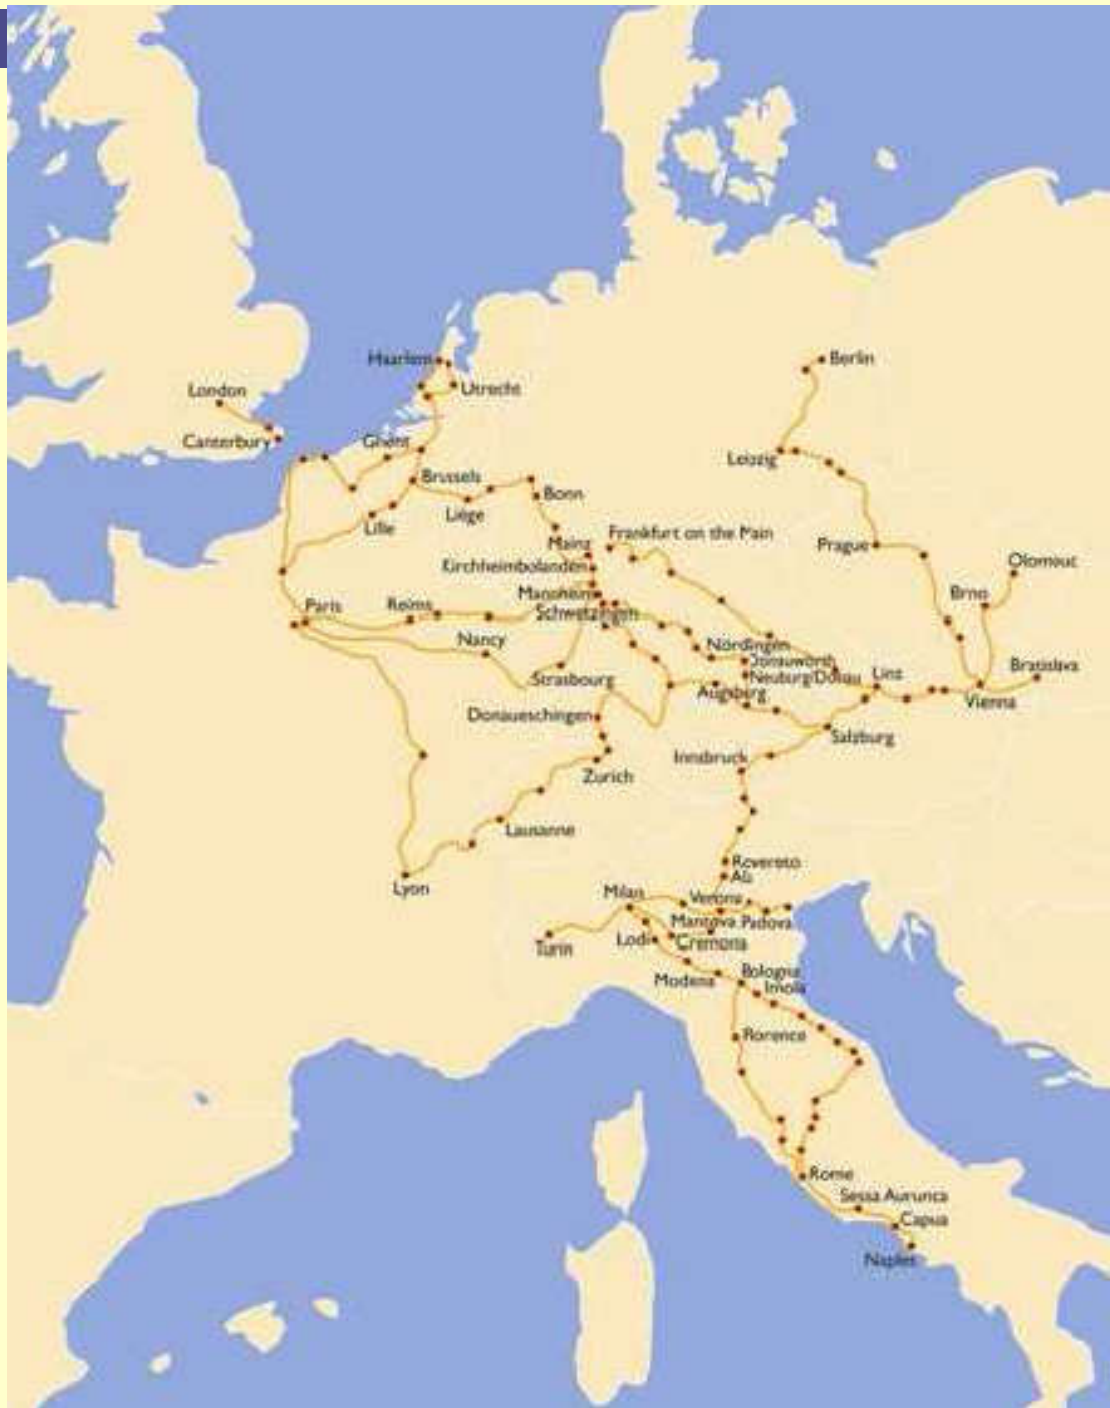 Haarlem
Berlin
London
Utrecht
Canterbury
Ghent
Leipzig
Brussels
Bonn
Liège
Lille
Frankfurt on the Main
Mainz
Prague
Olomouc
Kirchheimbolanden
Brno
Mannheim
Paris
Reims
Schwetzingen
Nancy
Nördlingen
Donauwörth
Bratislava
Linz
Strasbourg
Neuburg/Donau
Augsburg
Vienna
Donaueschingen
Salzburg
Innsbruck
Zurich
Lausanne
Rovereto
Ala
Lyon
Milan
Verona
Mantova
Padova
Turin
Lodi
Cremona
Bologna
Modena
Imola
Florence
Rome
Sessa Aurunca
Capua
Naples